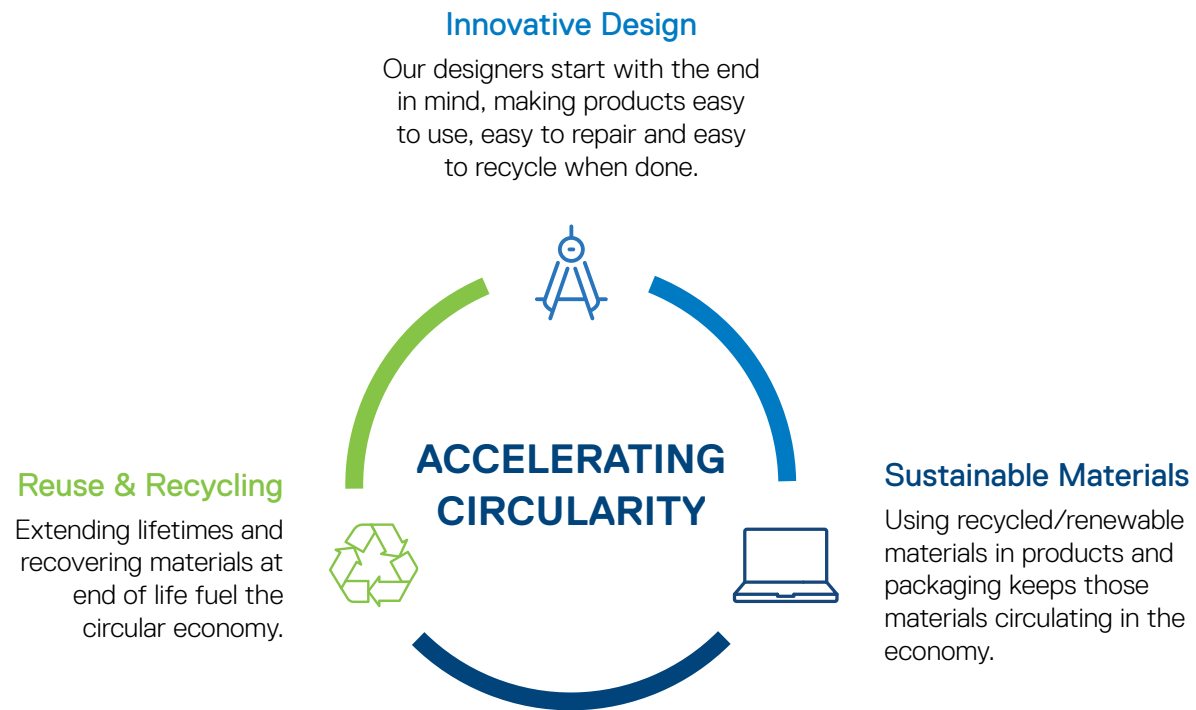 Innovative Design
Our designers start with the end
in mind, making products easy
to use, easy to repair and easy
to recycle when done.
ACCELERATING
CIRCULARITY
Reuse & Recycling
Extending lifetimes and
recovering materials at
end of life fuel the
circular economy.
Sustainable Materials
Using recycled/renewable
materials in products and
packaging keeps those
materials circulating in the
economy.